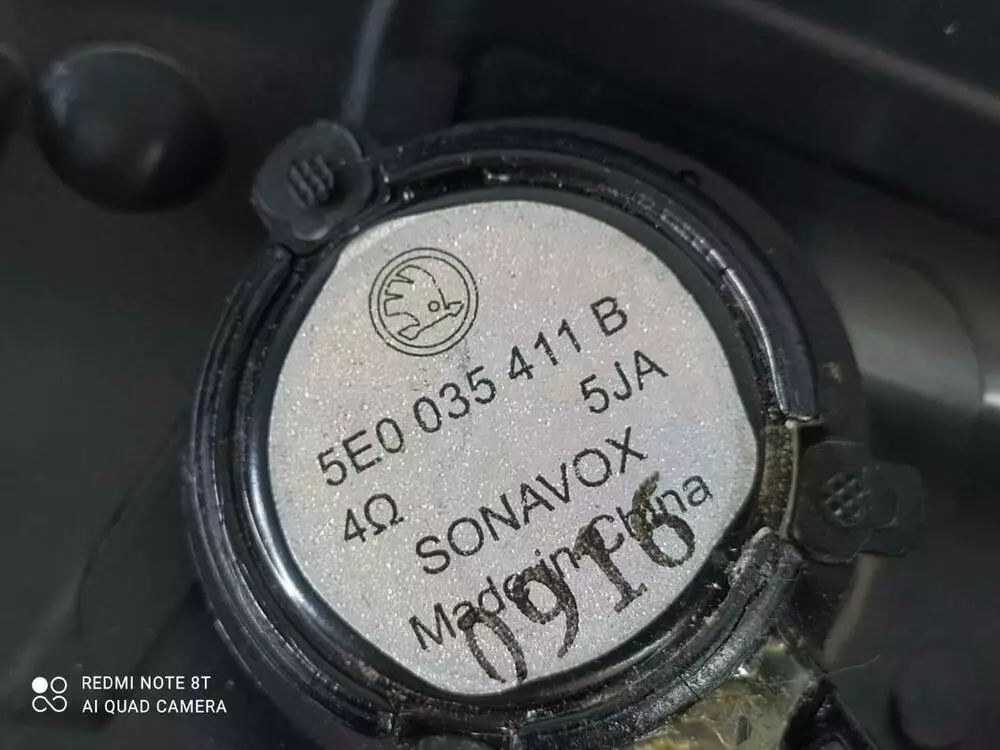 5E0 035 411 B
5JA
4Ω
SONAVOX
Made in China
0916
REDMI NOTE 8T
AI QUAD CAMERA